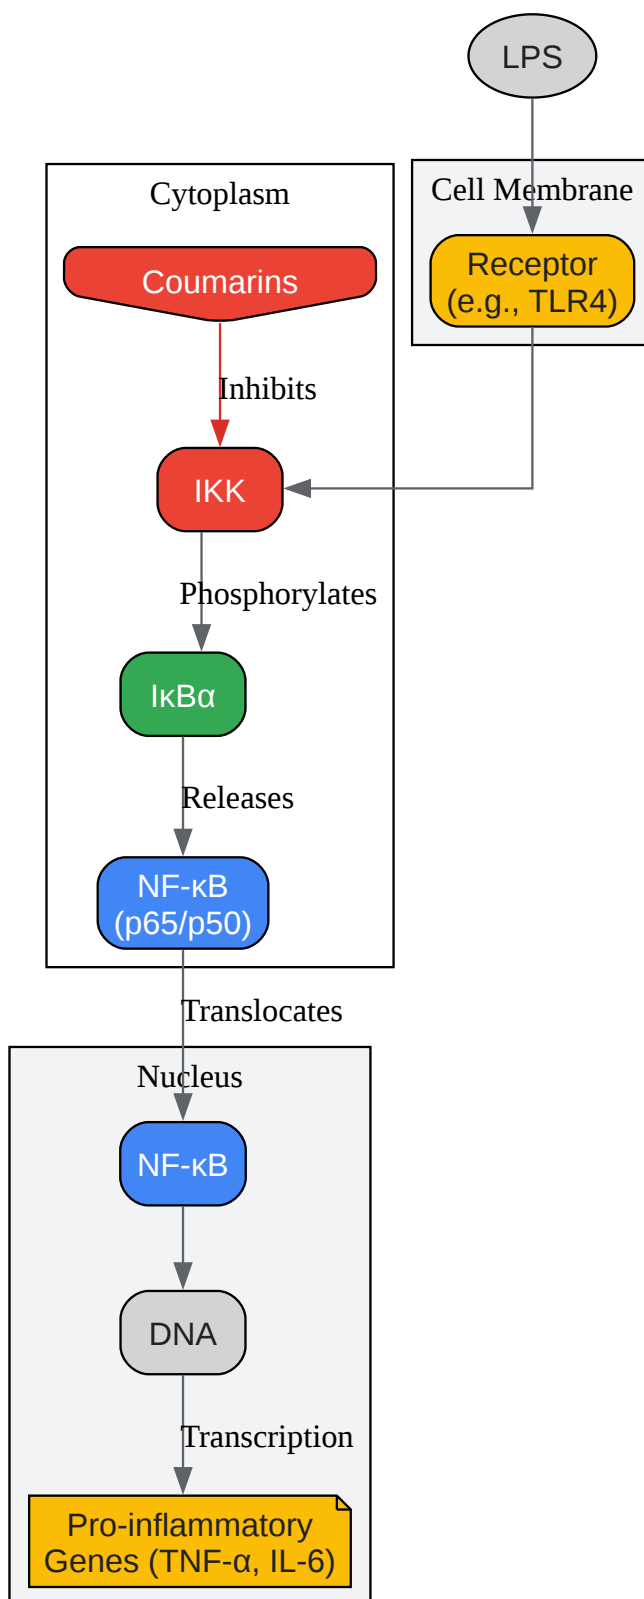 LPS
Cytoplasm
Cell Membrane
Coumarins
Receptor
(e.g., TLR4)
Inhibits
IKK
Phosphorylates
IκBα
Releases
NF-κB
(p65/p50)
Translocates
Nucleus
NF-κB
DNA
Transcription
Pro-inflammatory
Genes (TNF-α, IL-6)